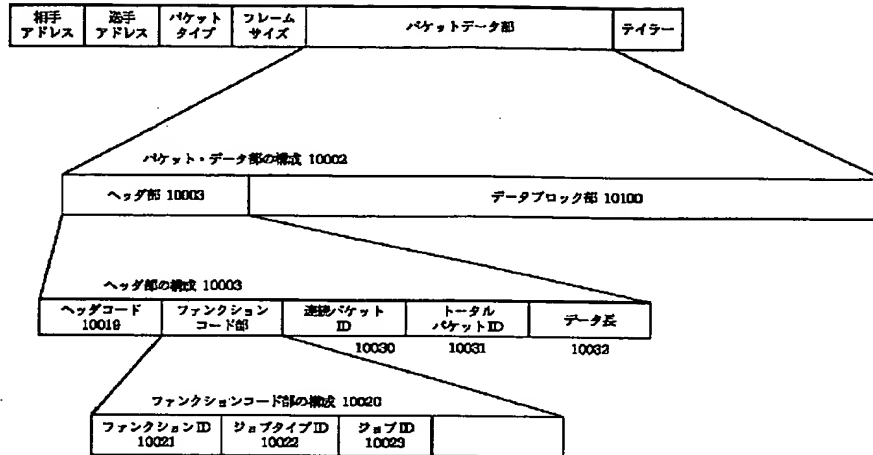 相手
アドレス
送手
アドレス
パケット
タイプ
フレーム
サイズ
パケットデータ部
テイラー
パケット・データ部の構成 10002
ヘッダ部 10003
データブロック部 10100
ヘッダ部の構成 10003
ヘッダコード
10019
ファンクション
コード部
連続パケット
ID
トータル
パケットID
データ長
10030
10031
10032
ファンクションコード部の構成 10020
ファンクションID
10021
ジョブタイプID
10022
ジョブID
10023